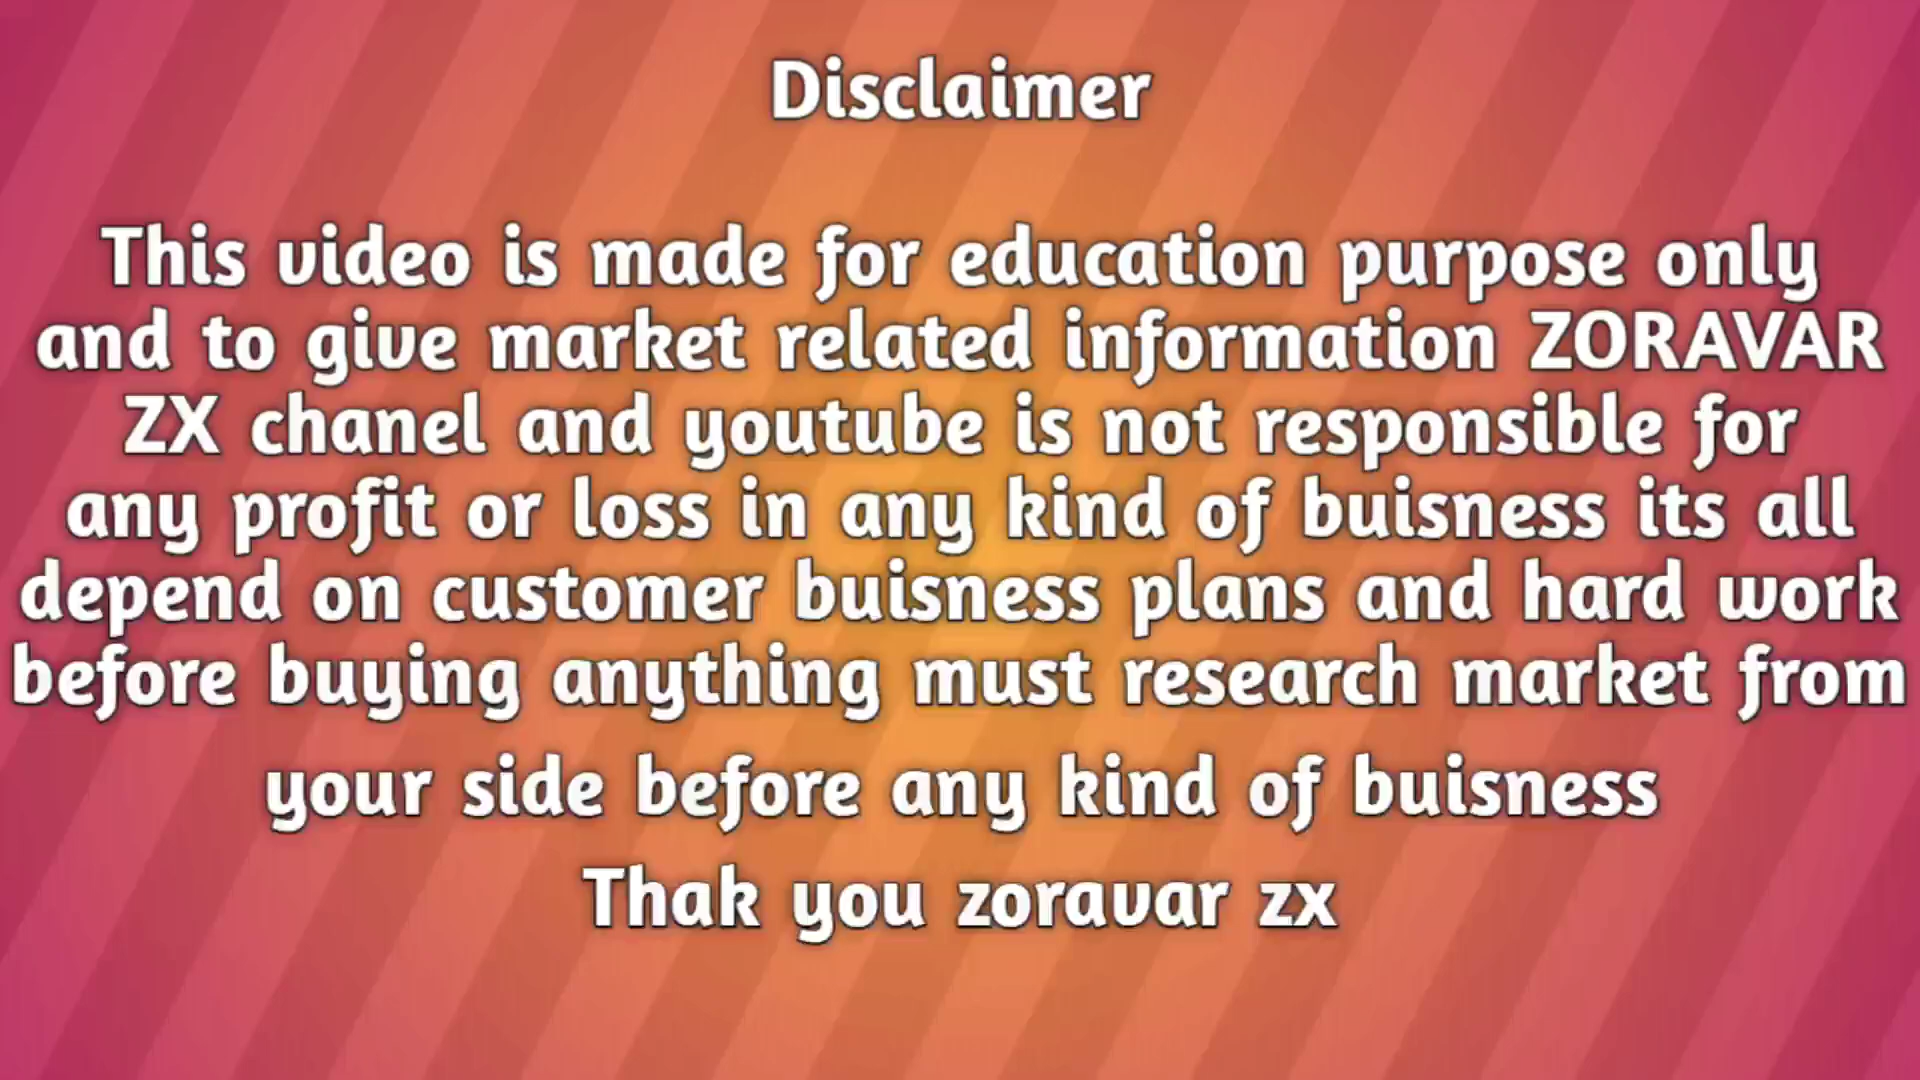 Disclaimer
This video is made for education purpose only
and to give market related information ZORAVAR
ZX chanel and youtube is not responsible for
any profit or loss in any kind of buisness its all
depend on customer buisness plans and hard work
before buying anything must research market from
your side before any kind of buisness
Thak you zoravar zx